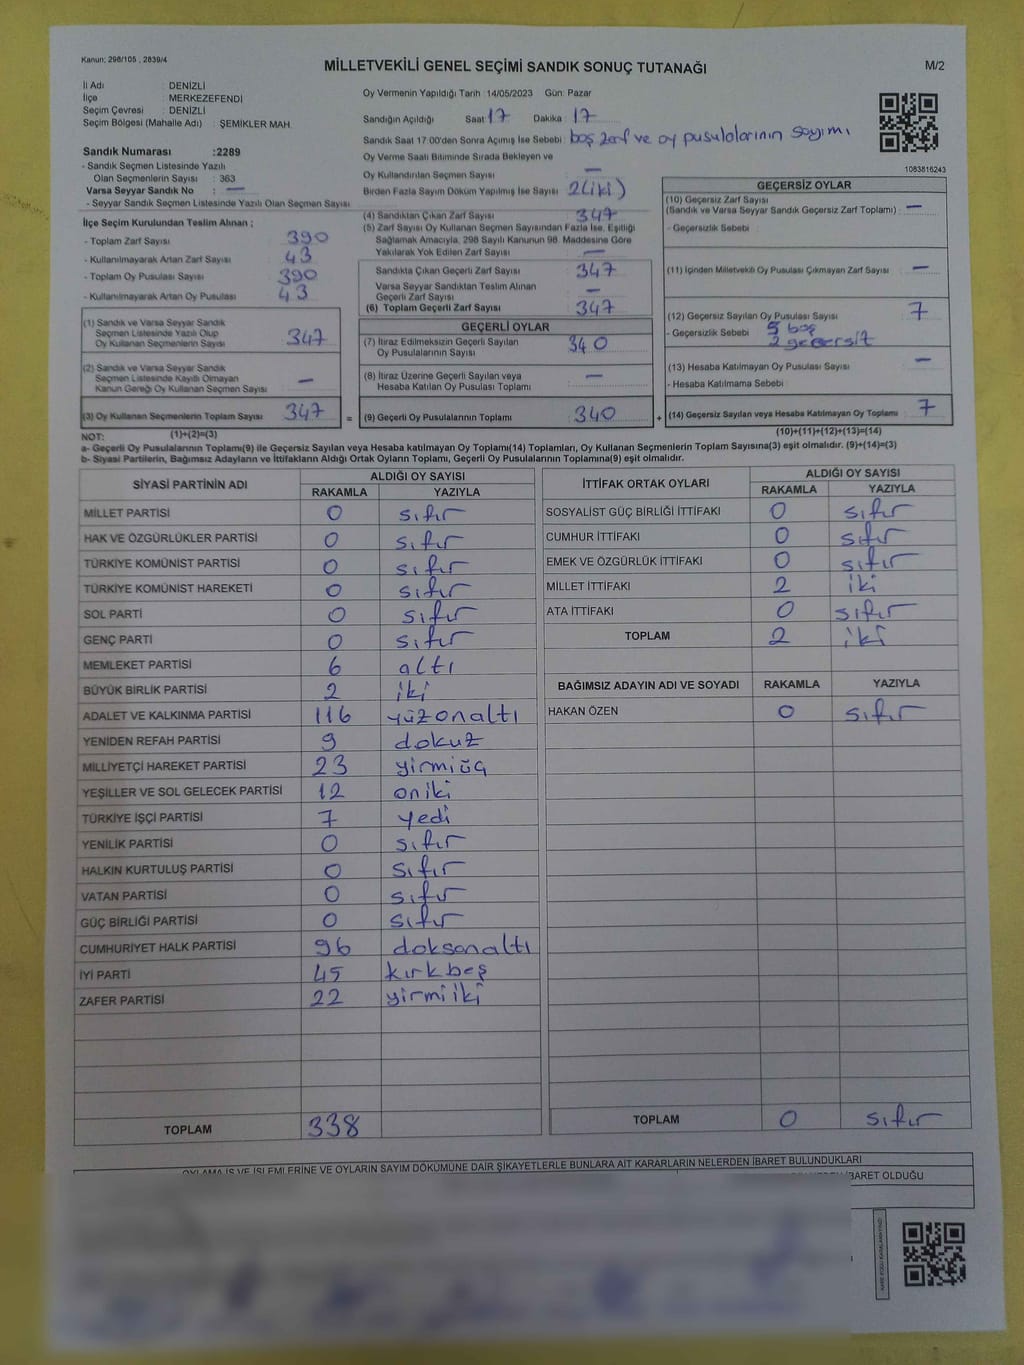 Kanun: 298/105 , 2839/4
MİLLETVEKİLİ GENEL SEÇİMİ SANDIK SONUÇ TUTANAĞI
M/2
İl Adı : DENİZLİ
İlçe : MERKEZEFENDİ
Seçim Çevresi : DENİZLİ
Seçim Bölgesi (Mahalle Adı) : ŞEMİKLER MAH.
Sandık Numarası :2289
- Sandık Seçmen Listesinde Yazılı
Olan Seçmenlerin Sayısı : 363
Varsa Seyyar Sandık No : —
- Seyyar Sandık Seçmen Listesinde Yazılı Olan Seçmen Sayısı
Oy Vermenin Yapıldığı Tarih :14/05/2023 Gün: Pazar
Sandığın Açıldığı Saat 17 Dakika : 17
Sandık Saat 17:00'den Sonra Açımış İse Sebebi : boş zarf ve oy pusulalarının sayımı
Oy Verme Saati Bitiminde Sırada Bekleyen ve
Oy Kullandırılan Seçmen Sayısı —
Birden Fazla Sayım Döküm Yapılmış İse Sayısı 2(iki)
1083816243
İlçe Seçim Kurulundan Teslim Alınan ;
- Toplam Zarf Sayısı : 390
- Kullanılmayarak Artan Zarf Sayısı : 43
- Toplam Oy Pusulası Sayısı : 390
- Kullanılmayarak Artan Oy Pusulası : 43
(1) Sandık ve Varsa Seyyar Sandık
Seçmen Listesinde Yazılı Olup
Oy Kullanan Seçmenlerin Sayısı : 347
(2) Sandık ve Varsa Seyyar Sandık
Seçmen Listesinde Kayıtlı Olmayan
Kanun Gereği Oy Kullanan Seçmen Sayısı : —
(3) Oy Kullanan Seçmenlerin Toplam Sayısı : 347 =
(4) Sandıktan Çıkan Zarf Sayısı : 347
(5) Zarf Sayısı Oy Kullanan Seçmen Sayısından Fazla İse, Eşitliği
Sağlamak Amacıyla, 298 Sayılı Kanunun 98. Maddesine Göre
Yakılarak Yok Edilen Zarf Sayısı : —
Sandıkta Çıkan Geçerli Zarf Sayısı : 347
Varsa Seyyar Sandıktan Teslim Alınan
Geçerli Zarf Sayısı : —
(6) Toplam Geçerli Zarf Sayısı : 347
GEÇERLİ OYLAR
(7) İtiraz Edilmeksizin Geçerli Sayılan
Oy Pusulalarının Sayısı : 340
(8) İtiraz Üzerine Geçerli Sayılan veya
Hesaba Katılan Oy Pusulası Toplamı : —
(9) Geçerli Oy Pusulalarının Toplamı : 340 +
GEÇERSİZ OYLAR
(10) Geçersiz Zarf Sayısı
(Sandık ve Varsa Seyyar Sandık Geçersiz Zarf Toplamı) : —
- Geçersizlik Sebebi :
(11) İçinden Milletvekili Oy Pusulası Çıkmayan Zarf Sayısı : —
(12) Geçersiz Sayılan Oy Pusulası Sayısı : 7
- Geçersizlik Sebebi : 5 boş
2 geçersiz
(13) Hesaba Katılmayan Oy Pusulası Sayısı : —
- Hesaba Katılmama Sebebi :
(14) Geçersiz Sayılan veya Hesaba Katılmayan Oy Toplamı : 7
NOT: (1)+(2)=(3)
(10)+(11)+(12)+(13)=(14)
a- Geçerli Oy Pusulalarının Toplamı(9) ile Geçersiz Sayılan veya Hesaba katılmayan Oy Toplamı(14) Toplamları, Oy Kullanan Seçmenlerin Toplam Sayısına(3) eşit olmalıdır. (9)+(14)=(3)
b- Siyasi Partilerin, Bağımsız Adayların ve İttifakların Aldığı Oyların Toplamı, Geçerli Oy Pusulalarının Toplamına(9) eşit olmalıdır.
SİYASİ PARTİNİN ADI
ALDIĞI OY SAYISI
RAKAMLA YAZIYLA
MİLLET PARTİSİ 0 sıfır
HAK VE ÖZGÜRLÜKLER PARTİSİ 0 sıfır
TÜRKİYE KOMÜNİST PARTİSİ 0 sıfır
TÜRKİYE KOMÜNİST HAREKETİ 0 sıfır
SOL PARTİ 0 sıfır
GENÇ PARTİ 0 sıfır
MEMLEKET PARTİSİ 6 altı
BÜYÜK BİRLİK PARTİSİ 2 iki
ADALET VE KALKINMA PARTİSİ 116 yüzonaltı
YENİDEN REFAH PARTİSİ 9 dokuz
MİLLİYETÇİ HAREKET PARTİSİ 23 yirmiüç
YEŞİLLER VE SOL GELECEK PARTİSİ 12 oniki
TÜRKİYE İŞÇİ PARTİSİ 7 yedi
YENİLİK PARTİSİ 0 sıfır
HALKIN KURTULUŞ PARTİSİ 0 sıfır
VATAN PARTİSİ 0 sıfır
GÜÇ BİRLİĞİ PARTİSİ 0 sıfır
CUMHURİYET HALK PARTİSİ 96 doksanaltı
İYİ PARTİ 45 kırkbeş
ZAFER PARTİSİ 22 yirmiiki
TOPLAM 338
İTTİFAK ORTAK OYLARI
ALDIĞI OY SAYISI
RAKAMLA YAZIYLA
SOSYALİST GÜÇ BİRLİĞİ İTTİFAKI 0 sıfır
CUMHUR İTTİFAKI 0 sıfır
EMEK VE ÖZGÜRLÜK İTTİFAKI 0 sıfır
MİLLET İTTİFAKI 2 iki
ATA İTTİFAKI 0 sıfır
TOPLAM 2 iki
BAĞIMSIZ ADAYIN ADI VE SOYADI RAKAMLA YAZIYLA
HAKAN ÖZEN 0 sıfır
TOPLAM 0 sıfır
OYLAMA İŞ VE İŞLEMLERİNE VE OYLARIN SAYIM DÖKÜMÜNE DAİR ŞİKAYETLERLE BUNLARA AİT KARARLARIN NELERDEN İBARET BULUNDUKLARI
İBARET OLDUĞU